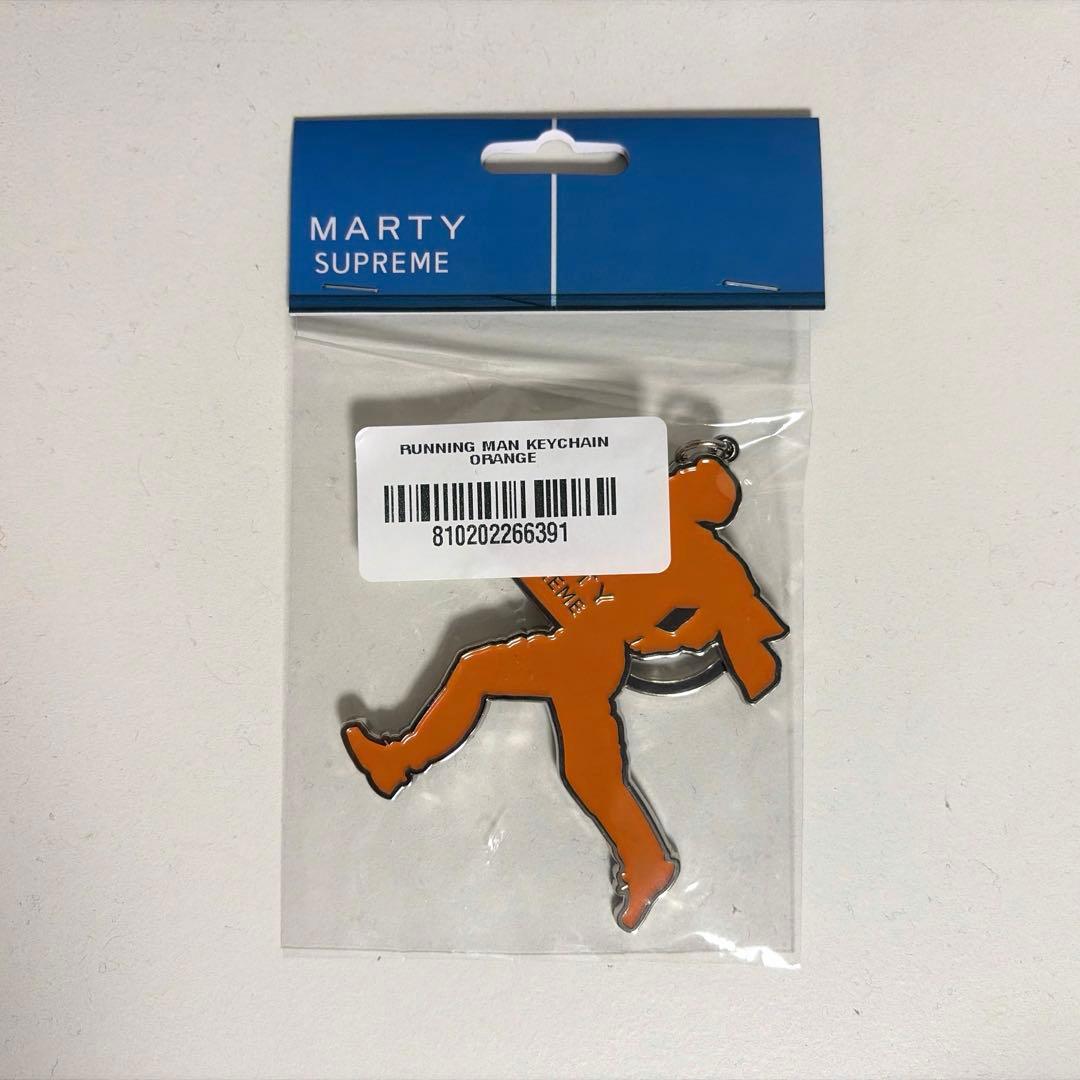 MARTY
SUPREME
RUNNING MAN KEYCHAIN
ORANGE
810202266391